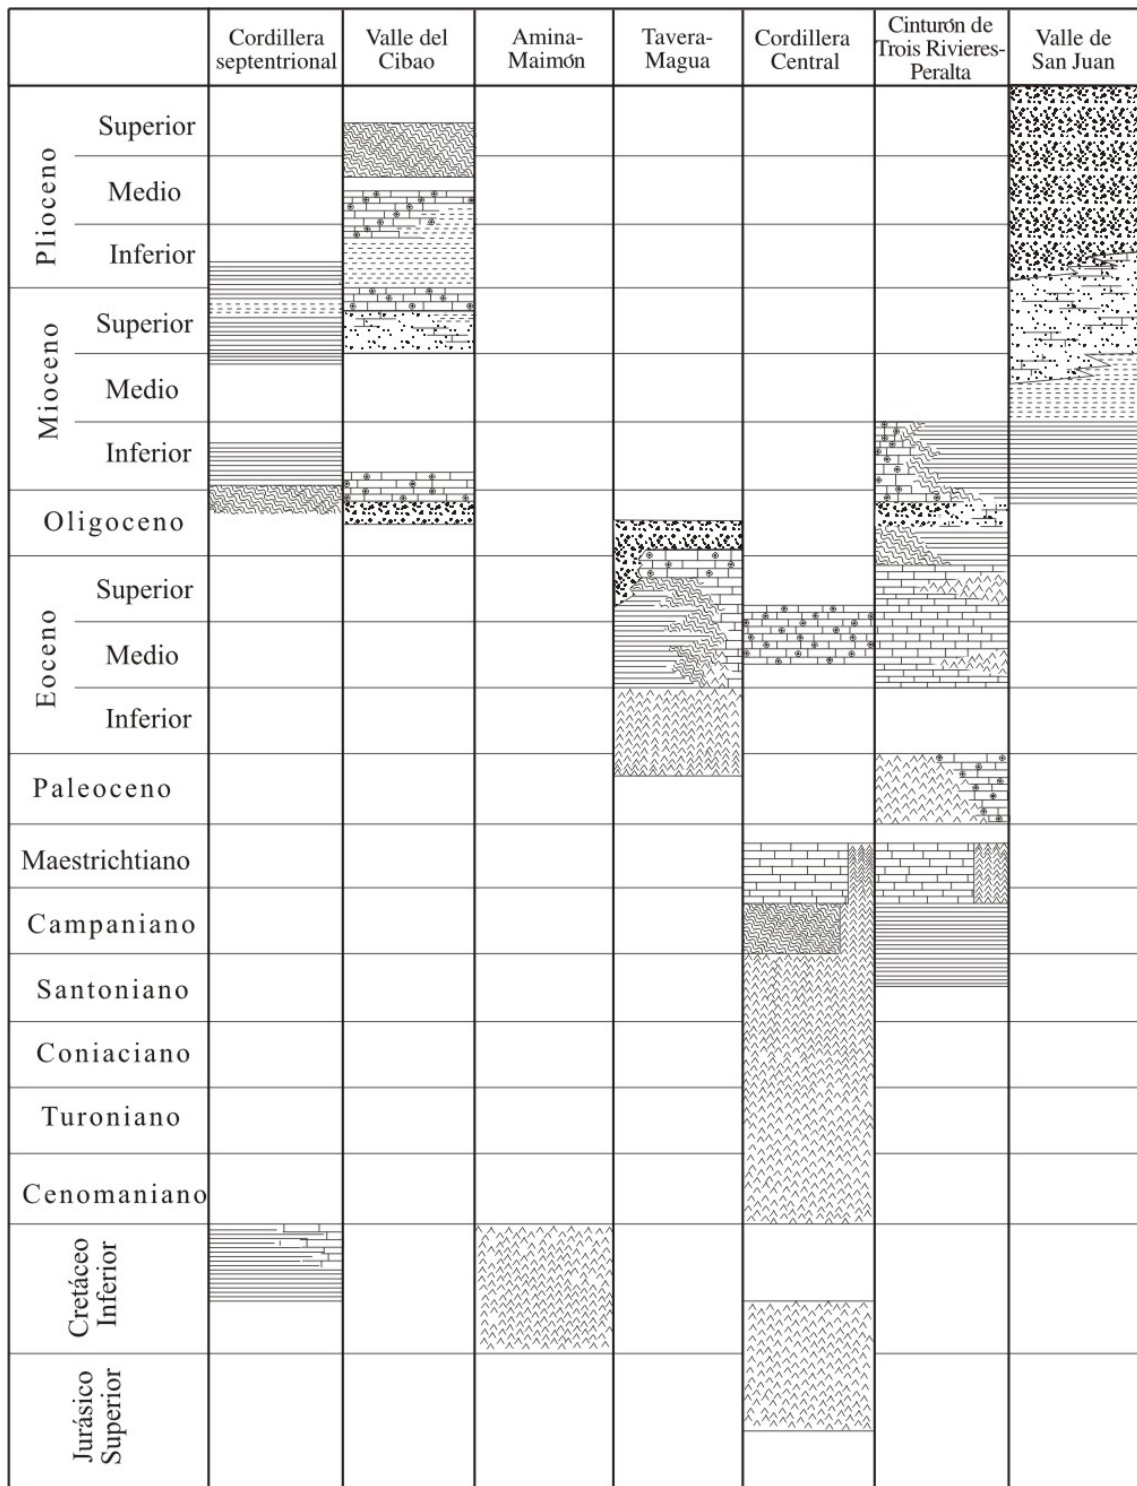 Cordillera
septentrional
Valle del
Cibao
Amina-
Maimón
Tavera-
Magua
Cordillera
Central
Cinturón de
Trois Rivieres-
Peralta
Valle de
San Juan
Plioceno
Superior
Medio
Inferior
Mioceno
Superior
Medio
Inferior
Oligoceno
Eoceno
Superior
Medio
Inferior
Paleoceno
Maestrichtiano
Campaniano
Santoniano
Coniaciano
Turoniano
Cenomaniano
Cretáceo
Inferior
Jurásico
Superior